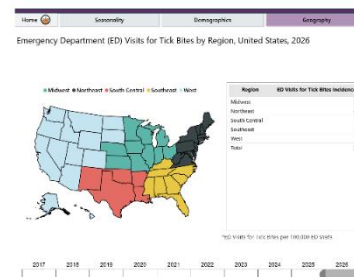 Home Seasonality Demographics Geography
Emergency Department (ED) Visits for Tick Bites by Region, United States, 2026
Midwest Northeast South Central Southeast West
Region ED Visits for Tick Bites Incidence
Midwest
Northeast
South Central
Southeast
West
Total
*ED Visits for Tick Bites per 100,000 ED Visits
2017 2018 2019 2020 2021 2022 2023 2024 2025 2026